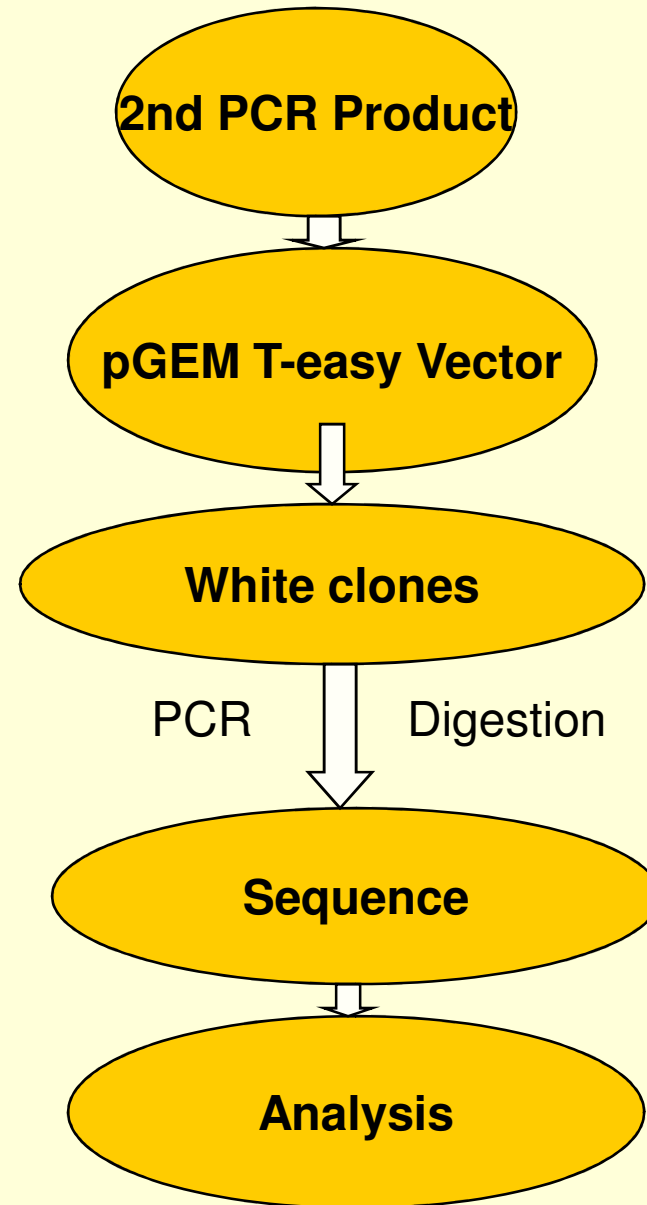 2nd PCR Product
pGEM T-easy Vector
White clones
PCR Digestion
Sequence
Analysis